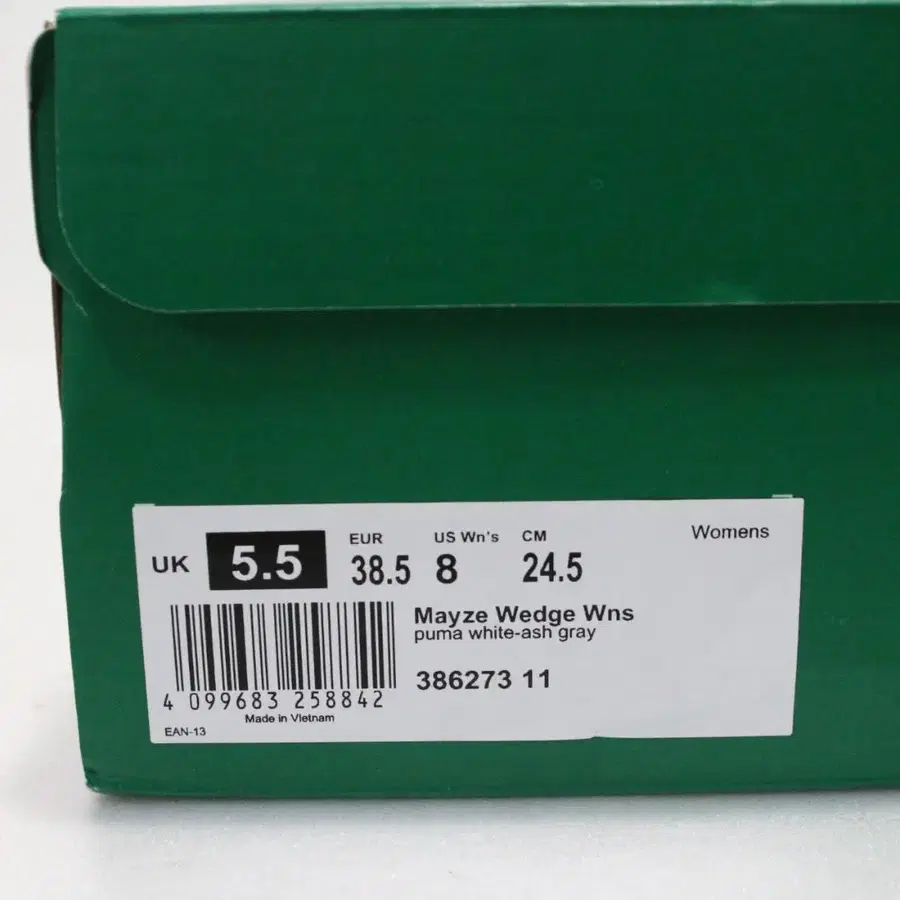 Womens
EUR US Wn's CM
UK 5.5 38.5 8 24.5
Mayze Wedge Wns
puma white-ash gray
386273 11
4 099683 258842
Made in Vietnam
EAN-13